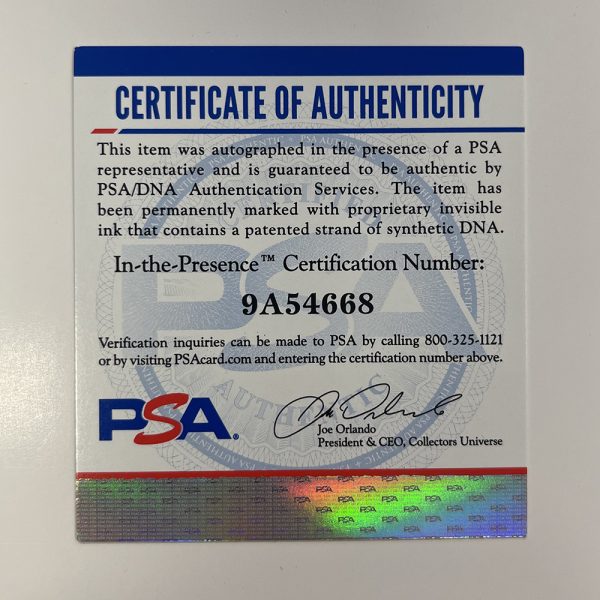 CERTIFICATE OF AUTHENTICITY
This item was autographed in the presence of a PSA
representative and is guaranteed to be authentic by
PSA/DNA Authentication Services. The item has
been permanently marked with proprietary invisible
ink that contains a patented strand of synthetic DNA.
In-the-Presence™ Certification Number:
9A54668
Verification inquiries can be made to PSA by calling 800-325-1121
or by visiting PSAcard.com and entering the certification number above.
PSA®
Joe Orlando
President & CEO, Collectors Universe